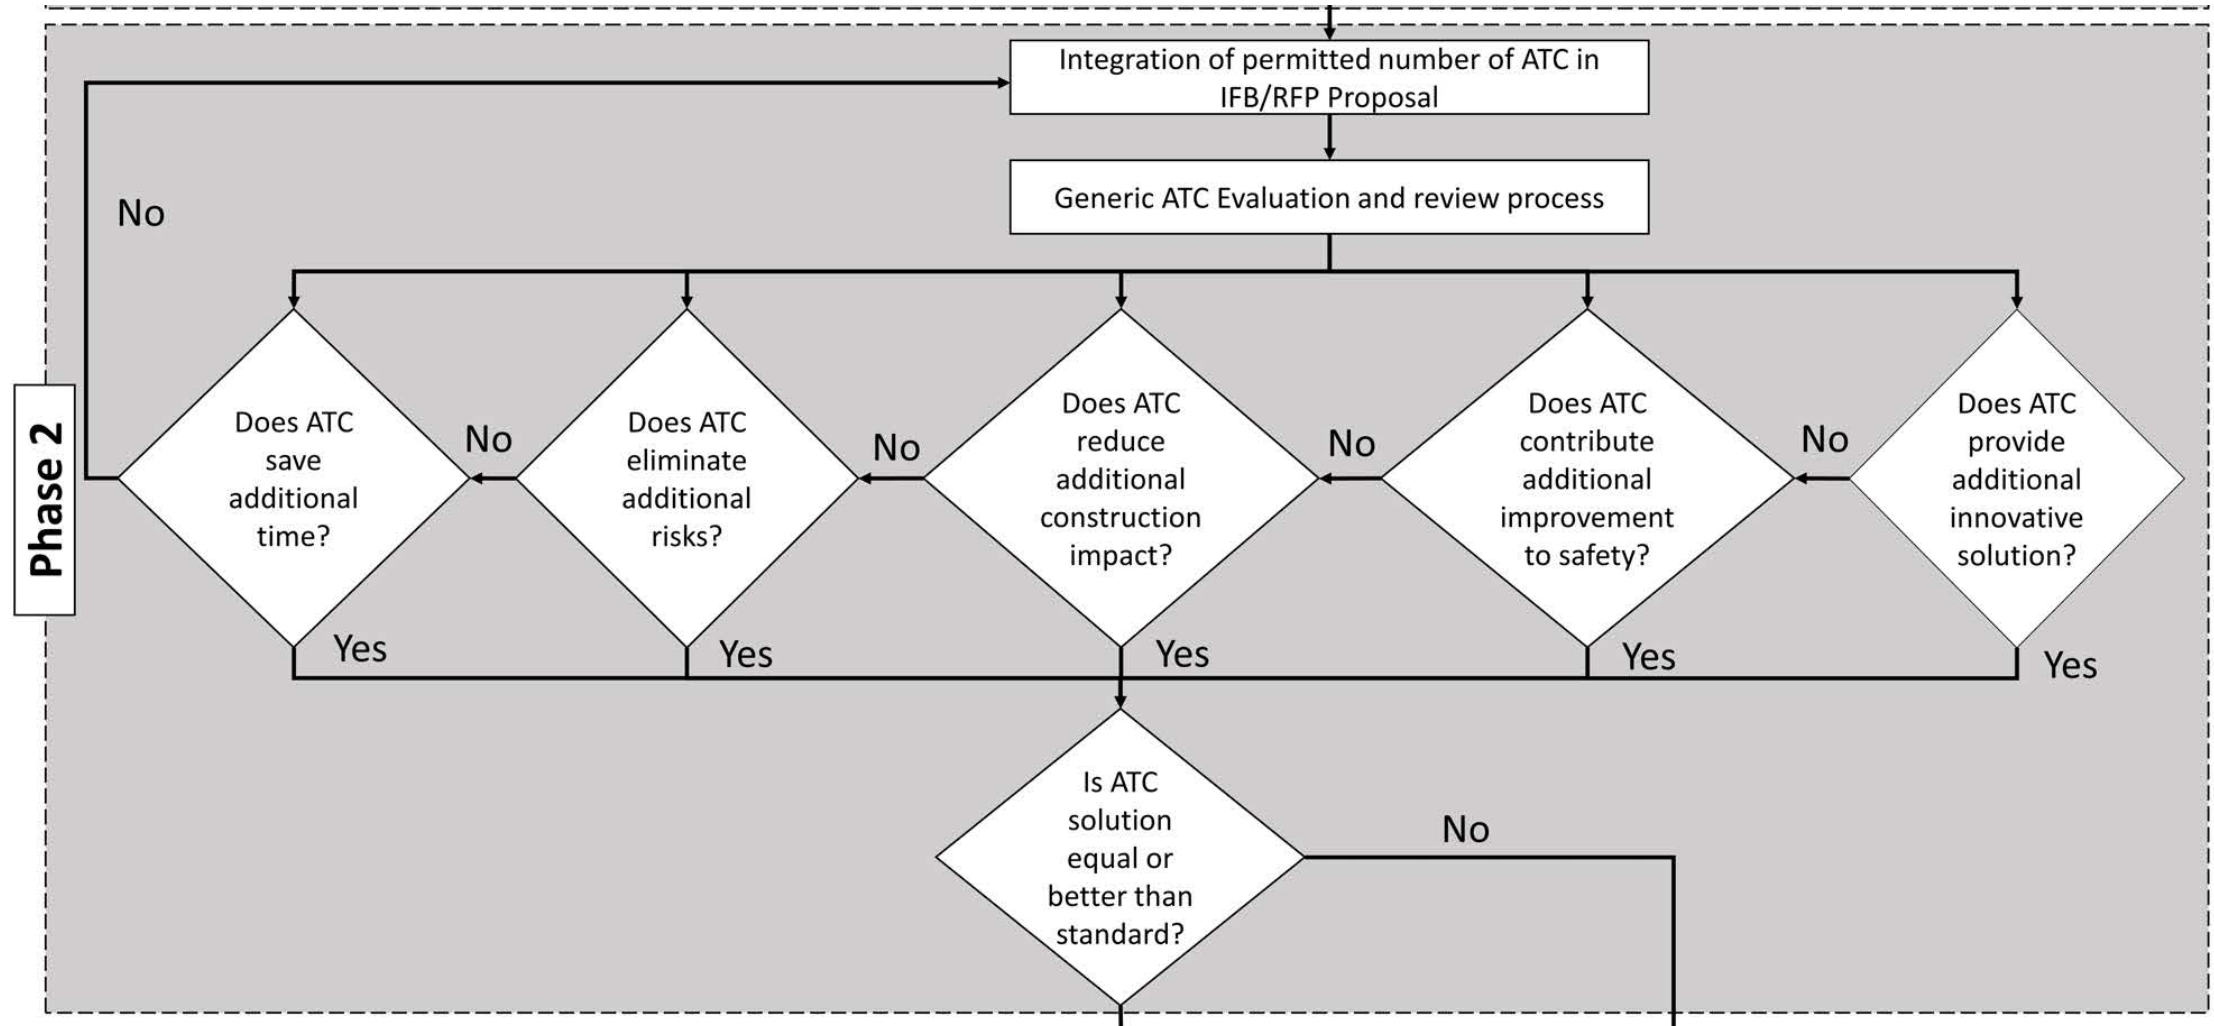 Integration of permitted number of ATC in
IFB/RFP Proposal
Generic ATC Evaluation and review process
No
Phase 2
Does ATC
save
additional
time?
No
Does ATC
eliminate
additional
risks?
No
Does ATC
reduce
additional
construction
impact?
No
Does ATC
contribute
additional
improvement
to safety?
No
Does ATC
provide
additional
innovative
solution?
Yes
Yes
Yes
Yes
Yes
Is ATC
solution
equal or
better than
standard?
No